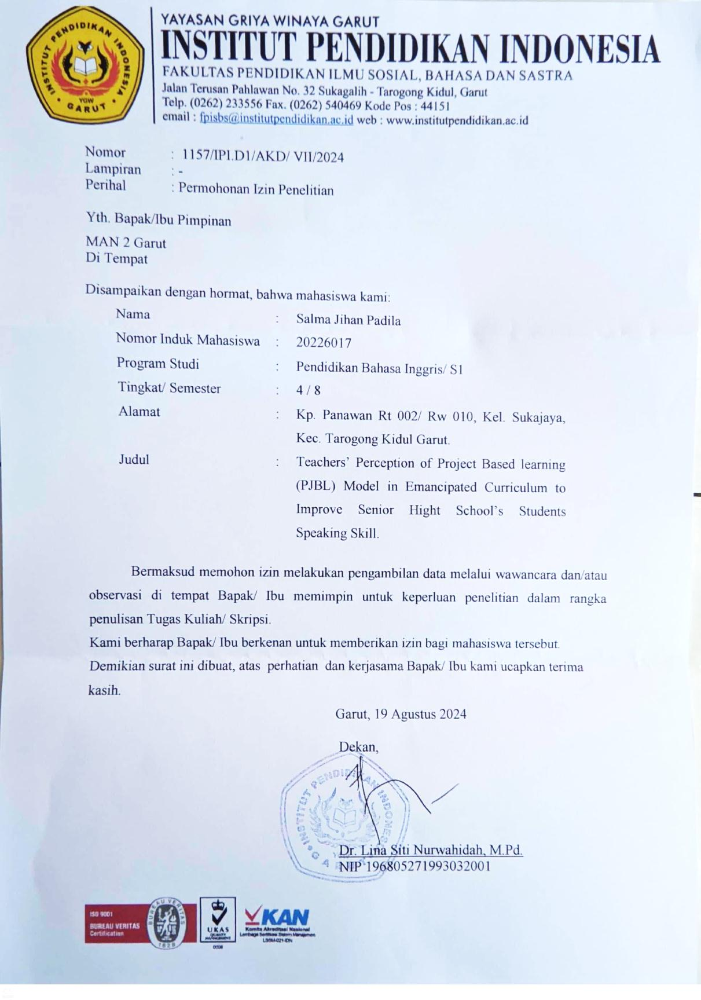 INSTITUT PENDIDIKAN INDONESIA
YGW
GARUT
YAYASAN GRIYA WINAYA GARUT
INSTITUT PENDIDIKAN INDONESIA
FAKULTAS PENDIDIKAN ILMU SOSIAL, BAHASA DAN SASTRA
Jalan Terusan Pahlawan No. 32 Sukagalih - Tarogong Kidul, Garut
Telp. (0262) 233556 Fax. (0262) 540469 Kode Pos : 44151
email : fpisbs@institutpendidikan.ac.id web : www.institutpendidikan.ac.id
Nomor : 1157/IPI.D1/AKD/ VII/2024
Lampiran : -
Perihal : Permohonan Izin Penelitian
Yth. Bapak/Ibu Pimpinan
MAN 2 Garut
Di Tempat
Disampaikan dengan hormat, bahwa mahasiswa kami:
Nama : Salma Jihan Padila
Nomor Induk Mahasiswa : 20226017
Program Studi : Pendidikan Bahasa Inggris/ S1
Tingkat/ Semester : 4 / 8
Alamat : Kp. Panawan Rt 002/ Rw 010, Kel. Sukajaya,
Kec. Tarogong Kidul Garut.
Judul : Teachers’ Perception of Project Based learning
(PJBL) Model in Emancipated Curriculum to
Improve Senior Hight School’s Students
Speaking Skill.
Bermaksud memohon izin melakukan pengambilan data melalui wawancara dan/atau
observasi di tempat Bapak/ Ibu memimpin untuk keperluan penelitian dalam rangka
penulisan Tugas Kuliah/ Skripsi.
Kami berharap Bapak/ Ibu berkenan untuk memberikan izin bagi mahasiswa tersebut.
Demikian surat ini dibuat, atas perhatian dan kerjasama Bapak/ Ibu kami ucapkan terima
kasih.
Garut, 19 Agustus 2024
Dekan,
INSTITUT PENDIDIKAN INDONESIA
Dr. Lina Siti Nurwahidah, M.Pd.
NIP 196805271993032001
ISO 9001
BUREAU VERITAS
Certification
BUREAU VERITAS
1828
UKAS
QUALITY
MANAGEMENT
0008
KAN
Komite Akreditasi Nasional
Lembaga Sertifikasi Sistem Manajemen
LSSM-021-IDN